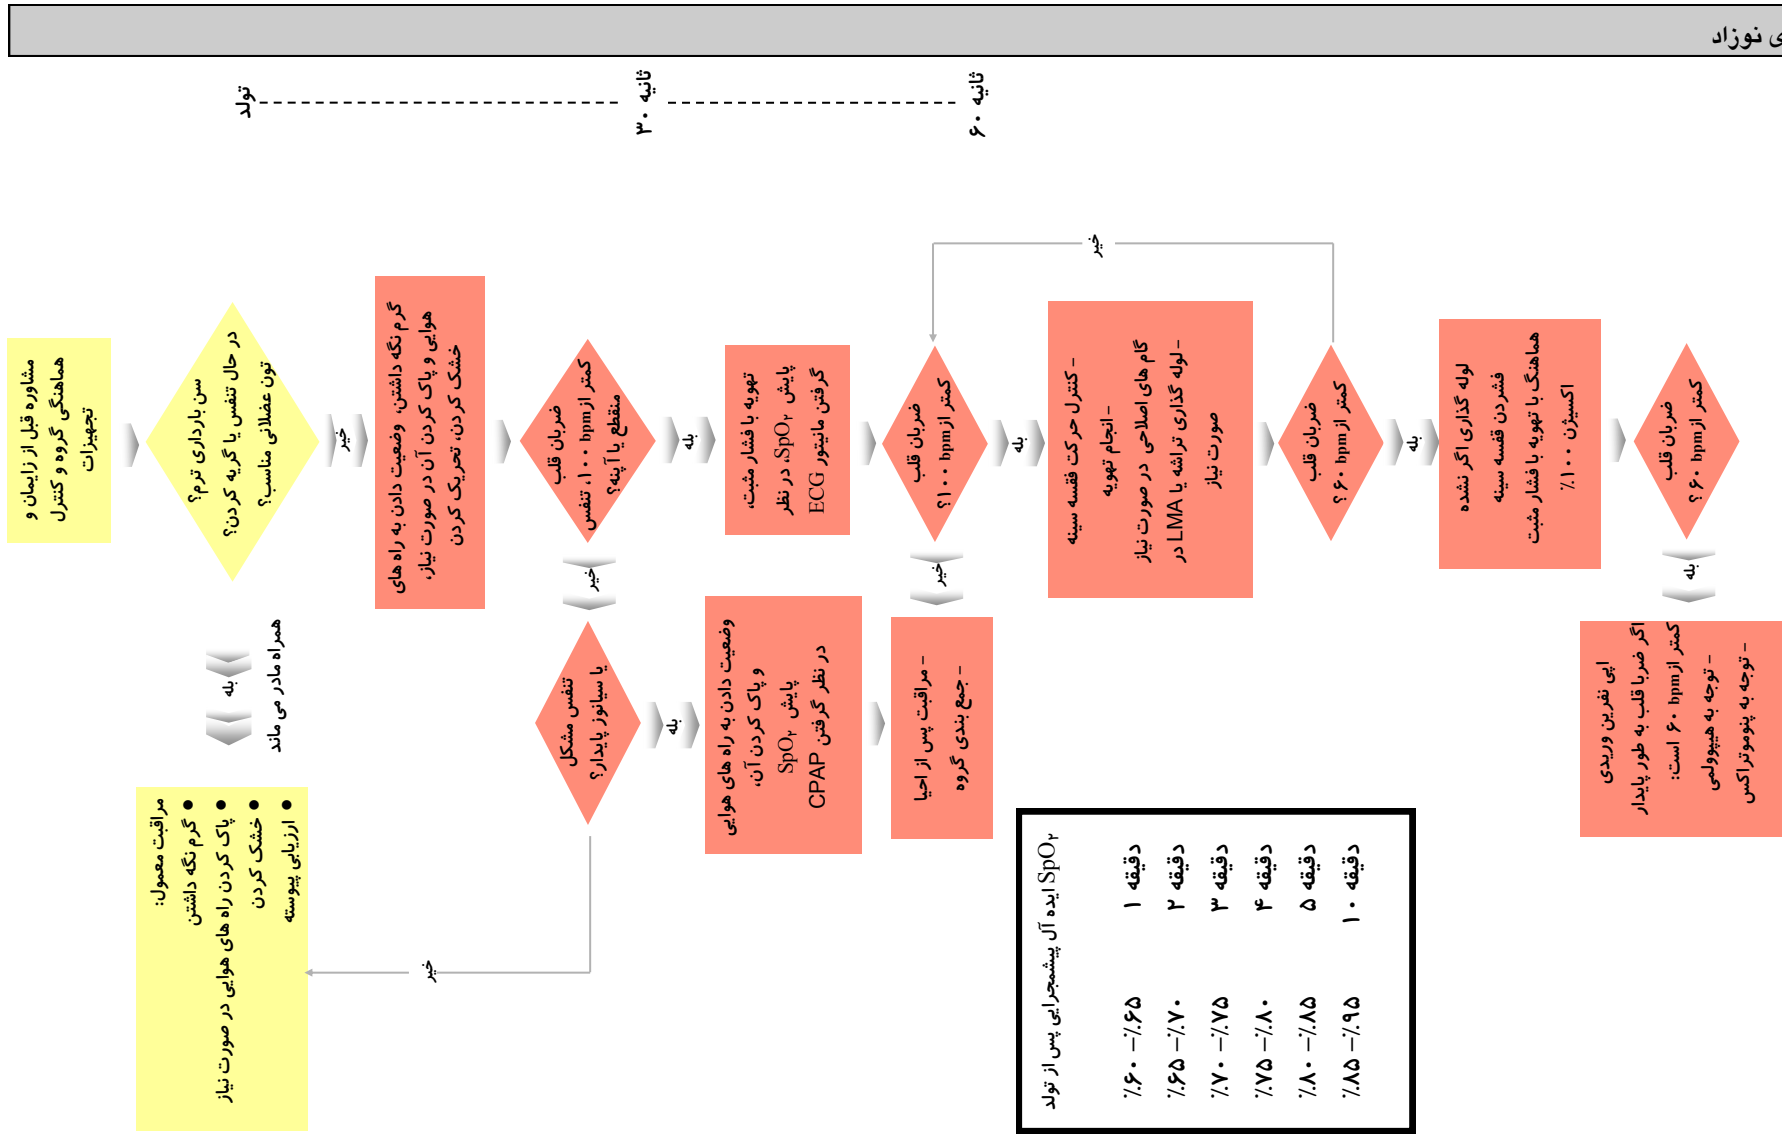 ی نوزاد
تولد
۳۰ ثانیه
۶۰ ثانیه
مشاوره قبل از زایمان و
هماهنگی گروه و کنترل
تجهیزات
سن بارداری ترم؟
در حال تنفس یا گریه کردن؟
تون عضلانی مناسب؟
بله
همراه مادر می ماند
مراقبت معمول:
● گرم نگه داشتن
● پاک کردن راه های هوایی در صورت نیاز
● خشک کردن
● ارزیابی پیوسته
خیر
گرم نگه داشتن، وضعیت دادن به راه های
هوایی و پاک کردن آن در صورت نیاز،
خشک کردن، تحریک کردن
ضربان قلب
کمتر از ۱۰۰ bpm، تنفس
منقطع یا آپنه؟
خیر
تنفس مشکل
یا سیانوز پایدار؟
خیر
بله
بله
تهویه با فشار مثبت،
پایش SpO۲، در نظر
گرفتن مانیتور ECG
وضعیت دادن به راه های هوایی
و پاک کردن آن،
پایش SpO۲
در نظر گرفتن CPAP
ضربان قلب
کمتر از ۱۰۰ bpm؟
خیر
– مراقبت پس از احیا
– جمع بندی گروه
بله
– کنترل حرکت قفسه سینه
– انجام تهویه
گام های اصلاحی در صورت نیاز
– لوله گذاری تراشه یا LMA در
صورت نیاز
خیر
ضربان قلب
کمتر از ۶۰ bpm؟
بله
لوله گذاری اگر نشده
فشردن قفسه سینه
هماهنگ با تهویه با فشار مثبت
اکسیژن ۱۰۰٪
ضربان قلب
کمتر از ۶۰ bpm؟
بله
اپی نفرین وریدی
اگر ضربا قلب به طور پایدار
کمتر از ۶۰ bpm است:
– توجه به هیپوولمی
– توجه به پنوموتراکس
SpO۲ ایده آل پیشمجرایی پس از تولد
۱ دقیقه ۶۰٪–۶۵٪
۲ دقیقه ۶۵٪–۷۰٪
۳ دقیقه ۷۰٪–۷۵٪
۴ دقیقه ۷۵٪–۸۰٪
۵ دقیقه ۸۰٪–۸۵٪
۱۰ دقیقه ۸۵٪–۹۵٪